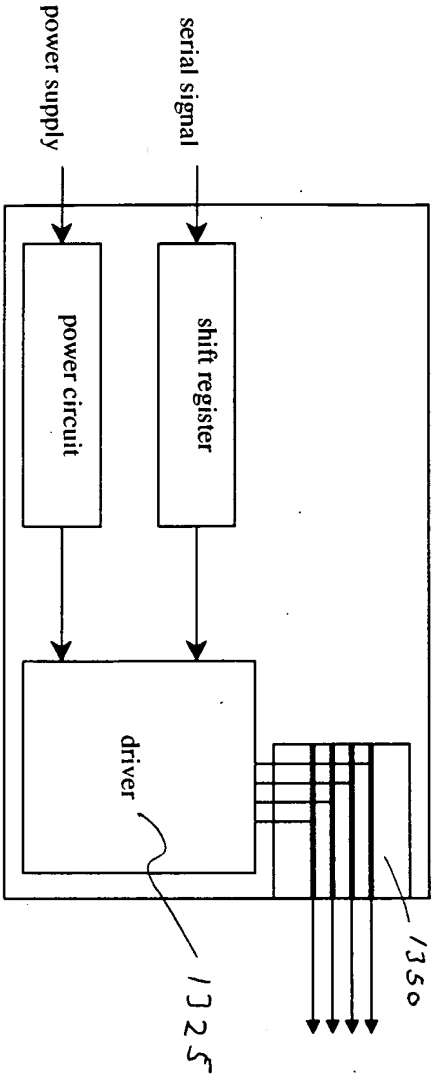 serial signal
power supply
shift register
power circuit
driver
1350
1325